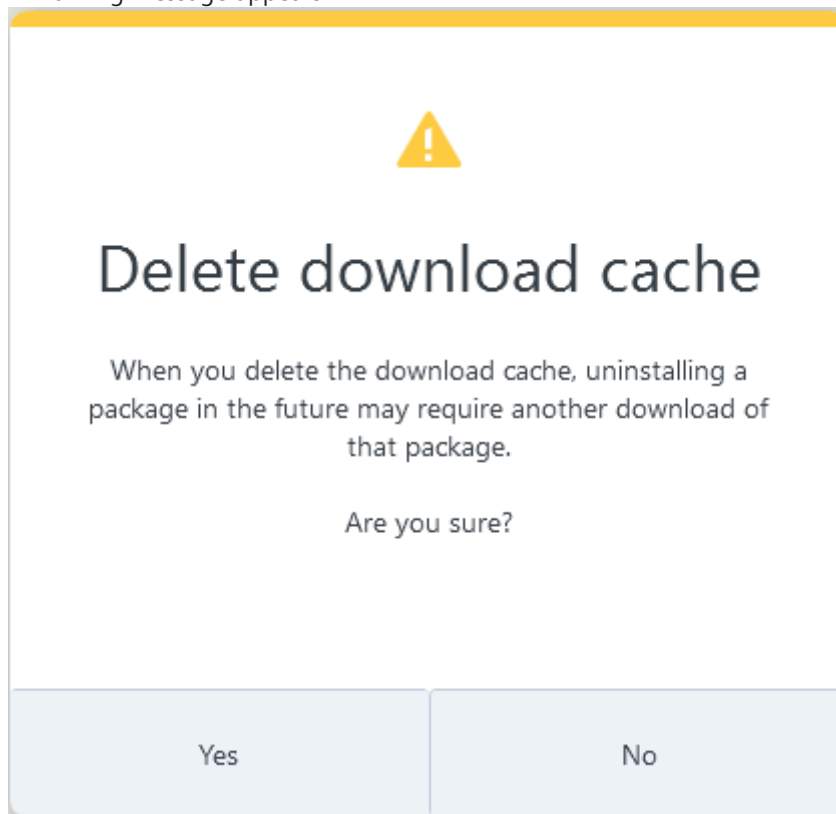 Delete download cache
When you delete the download cache, uninstalling a
package in the future may require another download of
that package.
Are you sure?
Yes
No